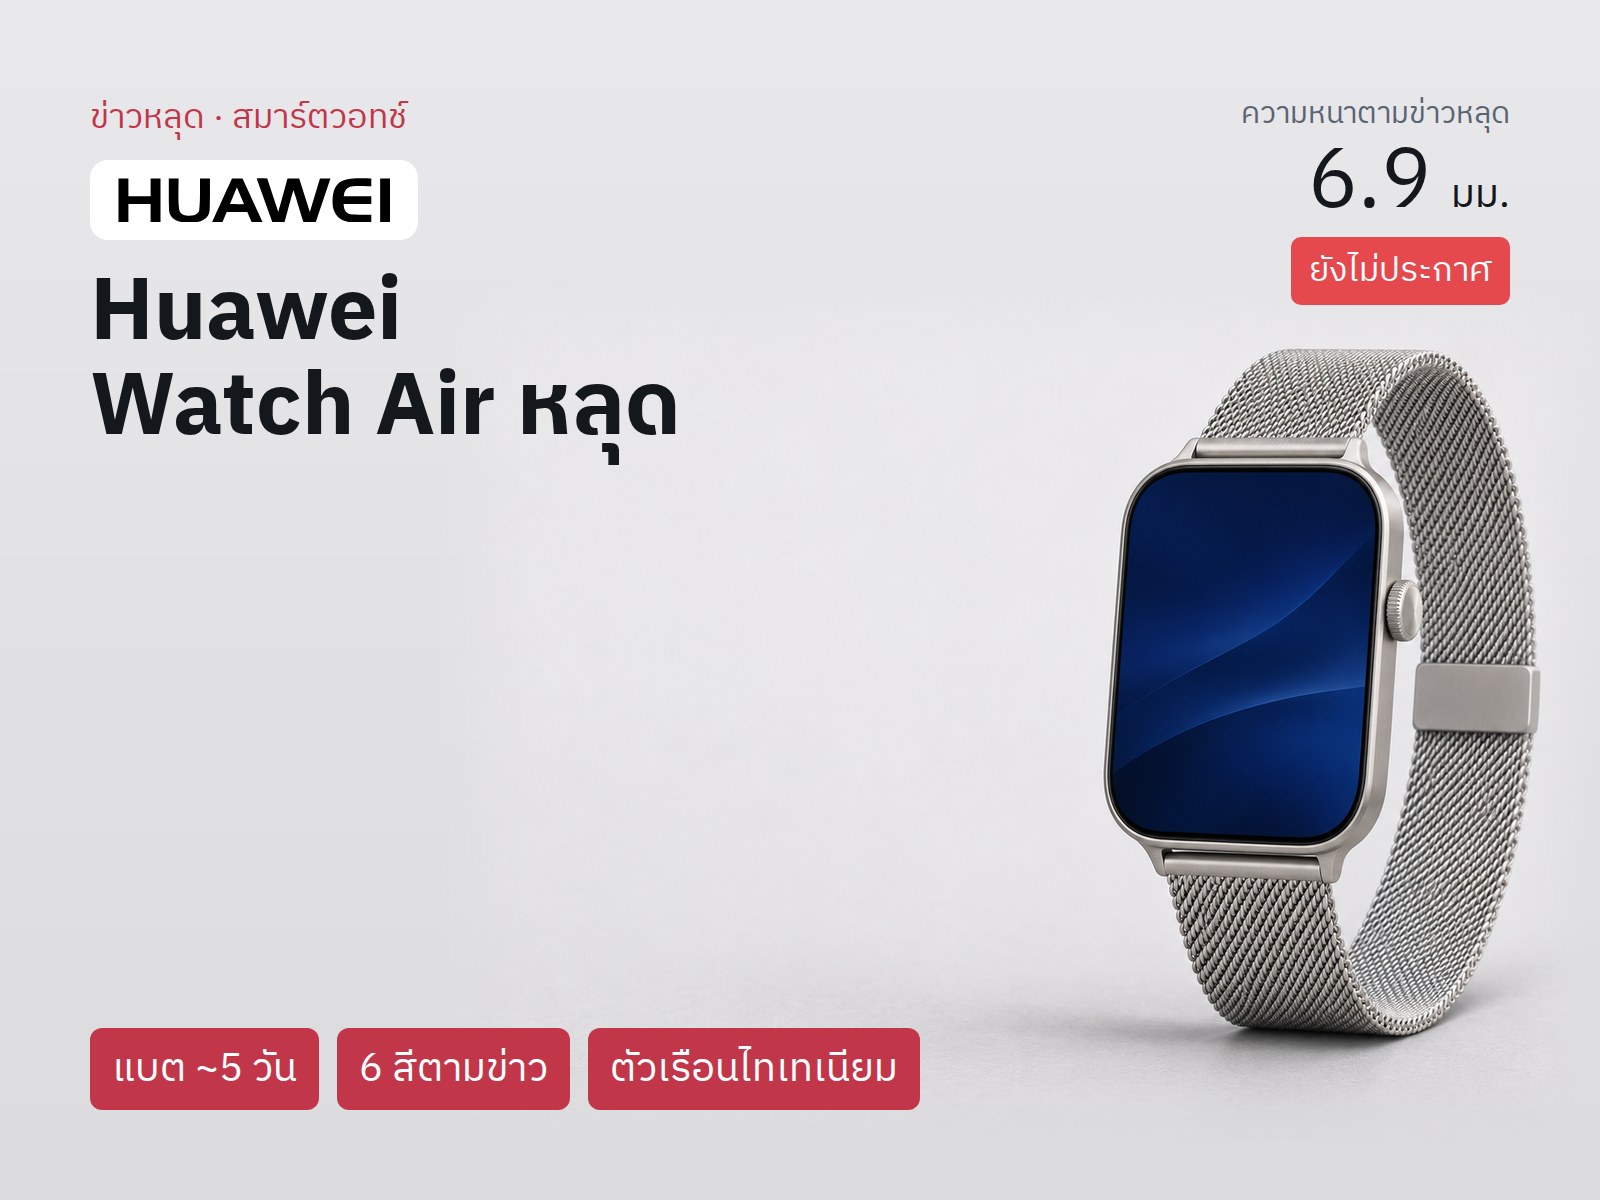 ข่าวหลุด · สมาร์ตวอทช์
HUAWEI
Huawei
Watch Air หลุด
ความหนาตามข่าวหลุด
6.9 มม.
ยังไม่ประกาศ
แบต ~5 วัน
6 สีตามข่าว
ตัวเรือนไทเทเนียม